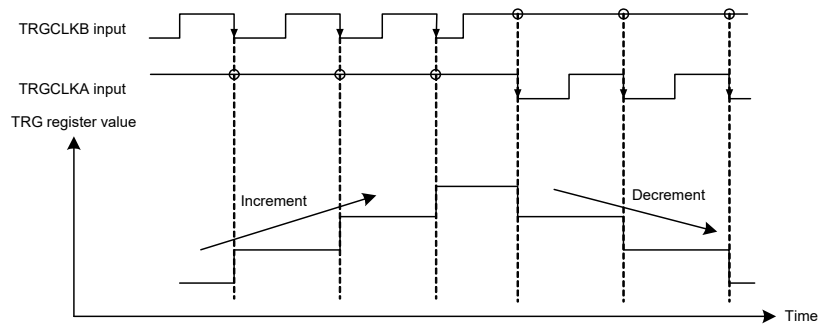 TRGCLKB input
TRGCLKA input
TRG register value
Increment
Decrement
Time